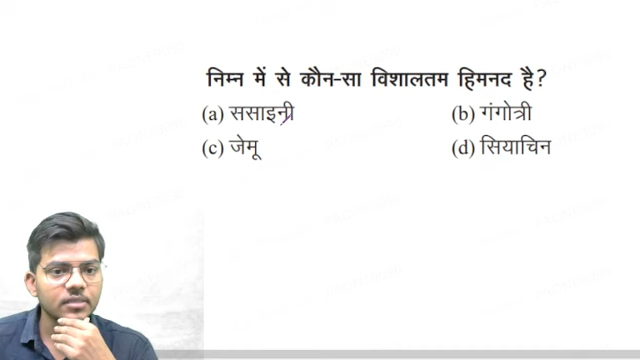 निम्न में से कौन-सा विशालतम हिमनद है?
(a) ससाइनी (b) गंगोत्री
(c) जेमू (d) सियाचिन